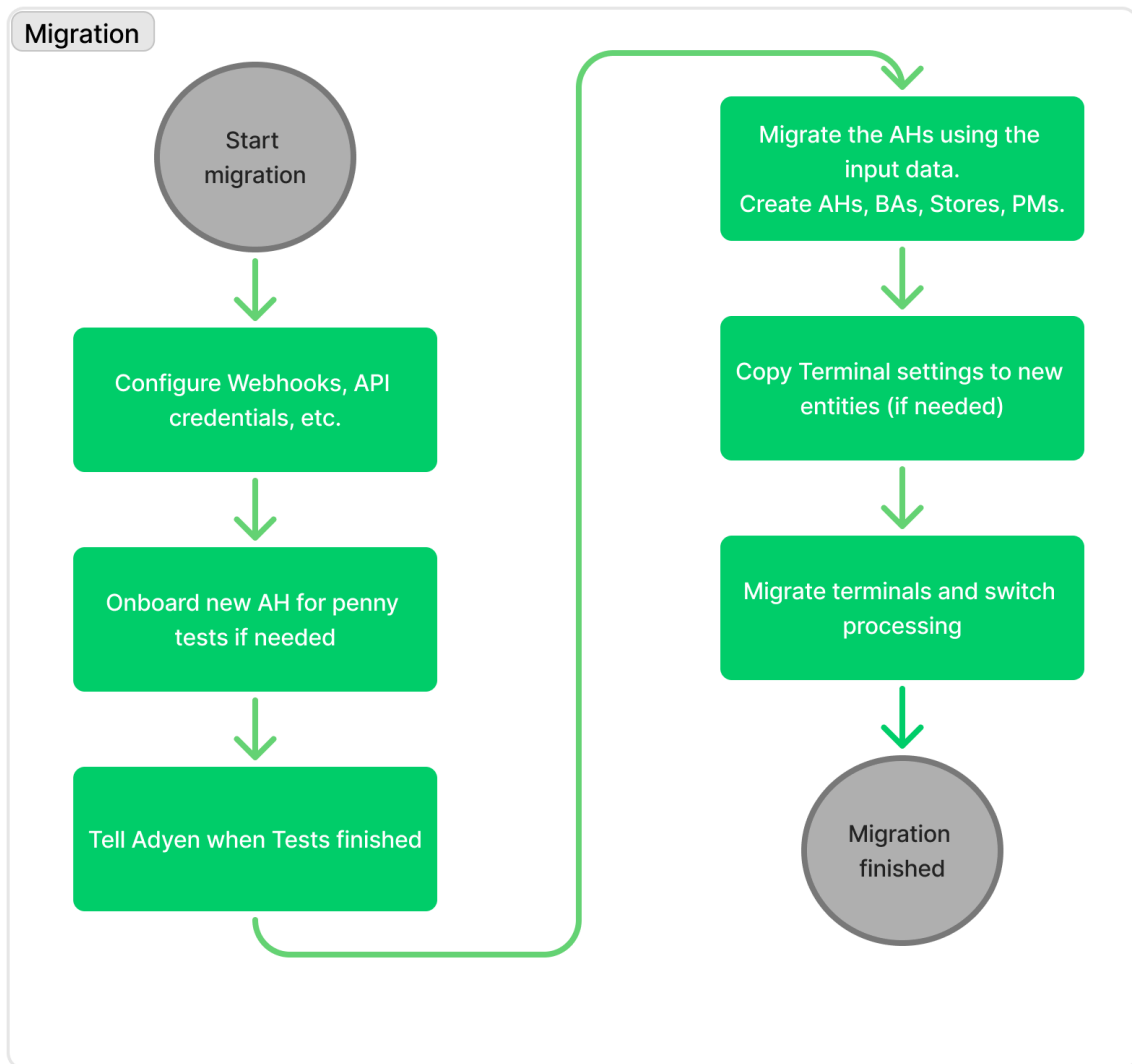 Migration
Start
migration
Configure Webhooks, API
credentials, etc.
Onboard new AH for penny
tests if needed
Tell Adyen when Tests finished
Migrate the AHs using the
input data.
Create AHs, BAs, Stores, PMs.
Copy Terminal settings to new
entities (if needed)
Migrate terminals and switch
processing
Migration
finished